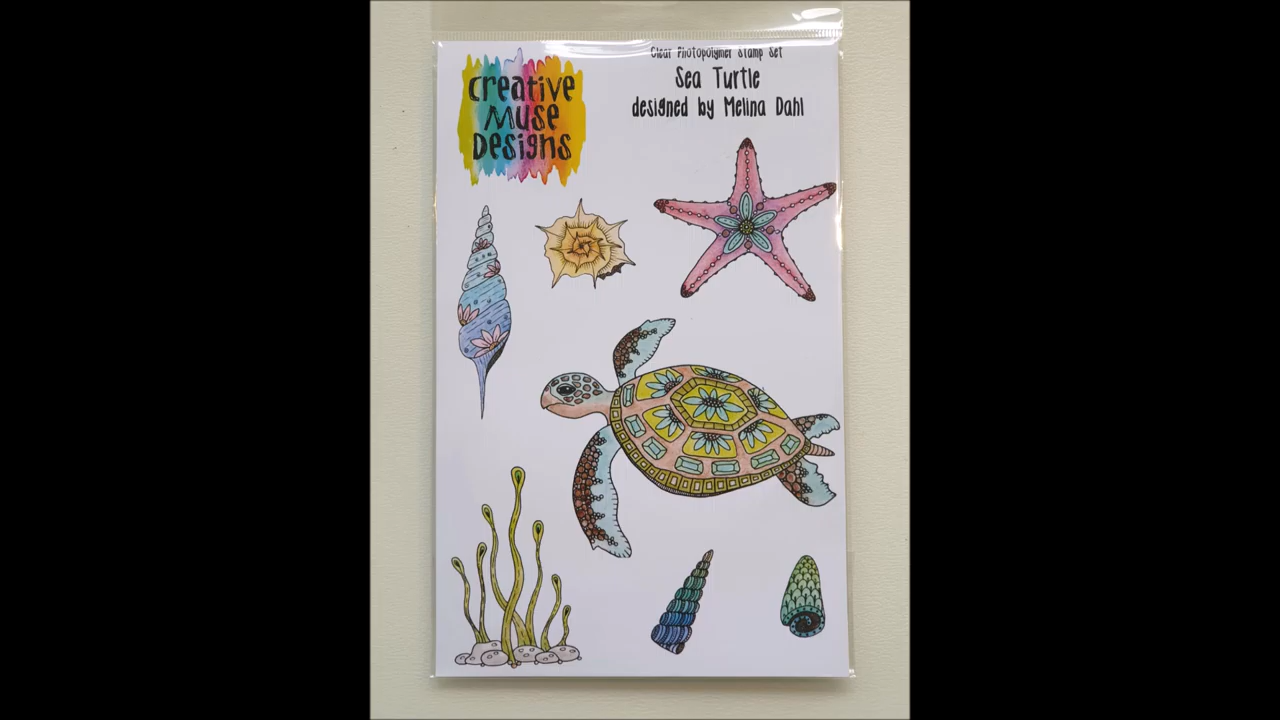 creative
Muse
Designs
Clear Photopolymer Stamp Set
Sea Turtle
designed by Melina Dahl